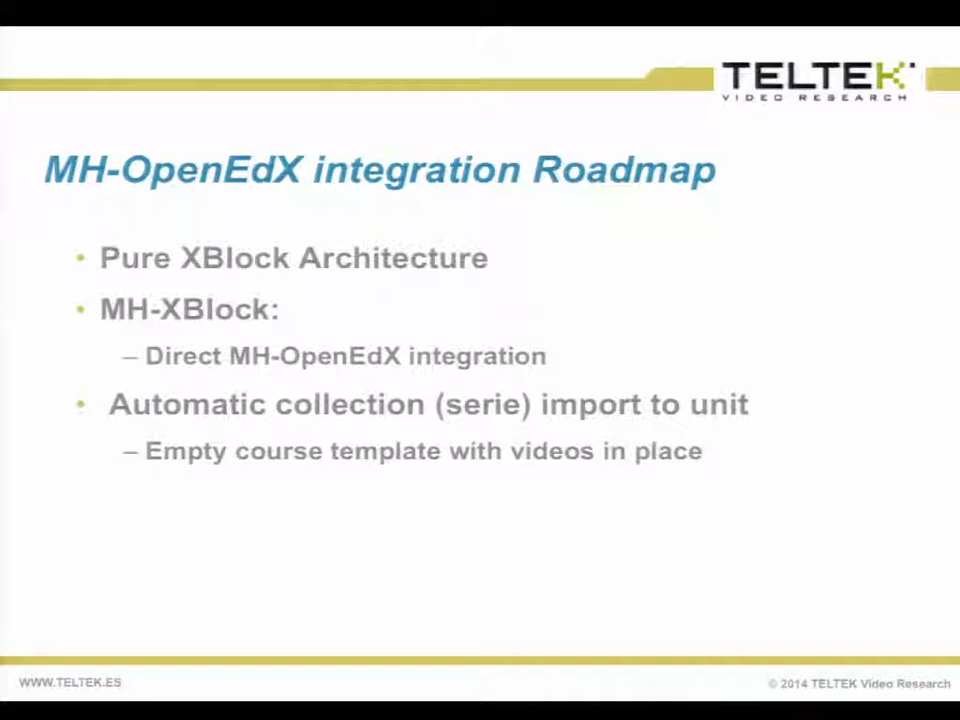 TELTEK
VIDEO RESEARCH
MH-OpenEdX integration Roadmap
• Pure XBlock Architecture
• MH-XBlock:
– Direct MH-OpenEdX integration
• Automatic collection (serie) import to unit
– Empty course template with videos in place
WWW.TELTEK.ES
© 2014 TELTEK Video Research